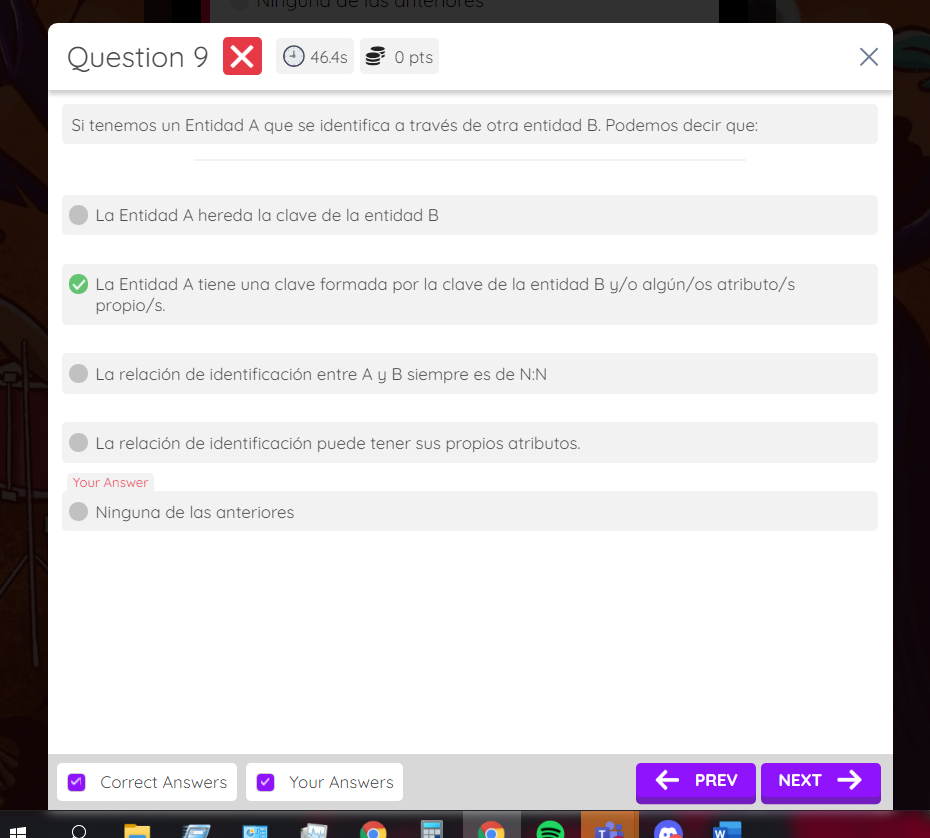 Ninguna de las anteriores
Question 9
46.4s
0 pts
Si tenemos un Entidad A que se identifica a través de otra entidad B. Podemos decir que:
La Entidad A hereda la clave de la entidad B
La Entidad A tiene una clave formada por la clave de la entidad B y/o algún/os atributo/s
propio/s.
La relación de identificación entre A y B siempre es de N:N
La relación de identificación puede tener sus propios atributos.
Your Answer
Ninguna de las anteriores
Correct Answers
Your Answers
PREV
NEXT
T
W